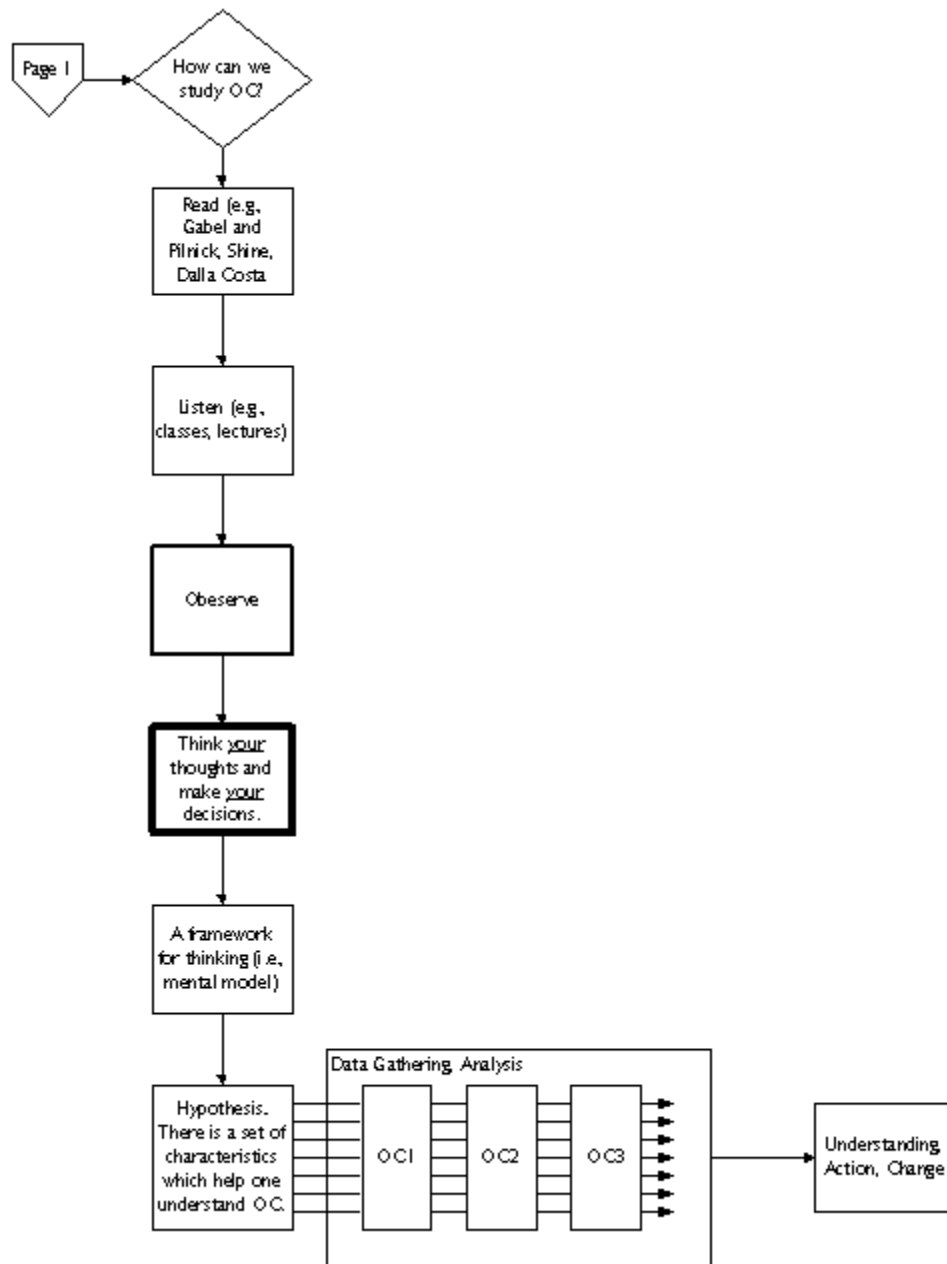 Page 1
How can we
study OC?
Read (e.g.,
Gabel and
Pilnick, Shine,
Dalla Costa
Listen (e.g.,
classes, lectures)
Obeserve
Think your
thoughts and
make your
decisions.
A framework
for thinking (i.e.,
mental model)
Hypothesis.
There is a set of
characteristics
which help one
understand OC.
Data Gathering, Analysis
OC1
OC2
OC3
Understanding,
Action, Change